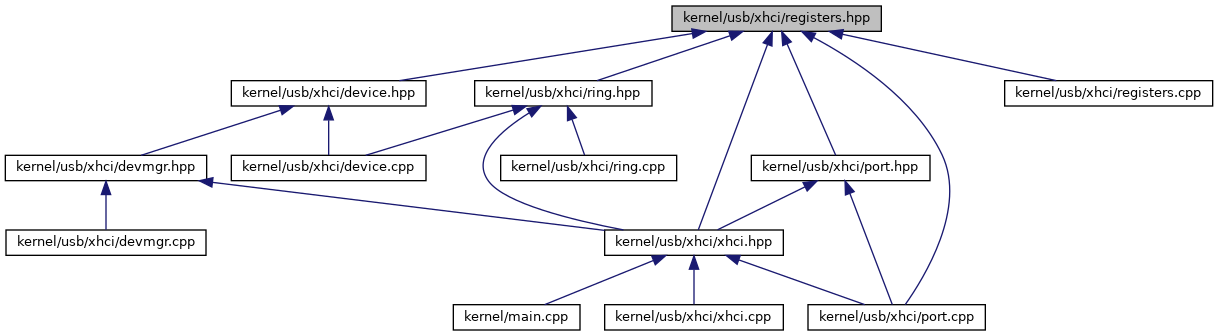 kernel/usb/xhci/registers.hpp
kernel/usb/xhci/device.hpp
kernel/usb/xhci/ring.hpp
kernel/usb/xhci/registers.cpp
kernel/usb/xhci/devmgr.hpp
kernel/usb/xhci/device.cpp
kernel/usb/xhci/ring.cpp
kernel/usb/xhci/port.hpp
kernel/usb/xhci/devmgr.cpp
kernel/usb/xhci/xhci.hpp
kernel/main.cpp
kernel/usb/xhci/xhci.cpp
kernel/usb/xhci/port.cpp